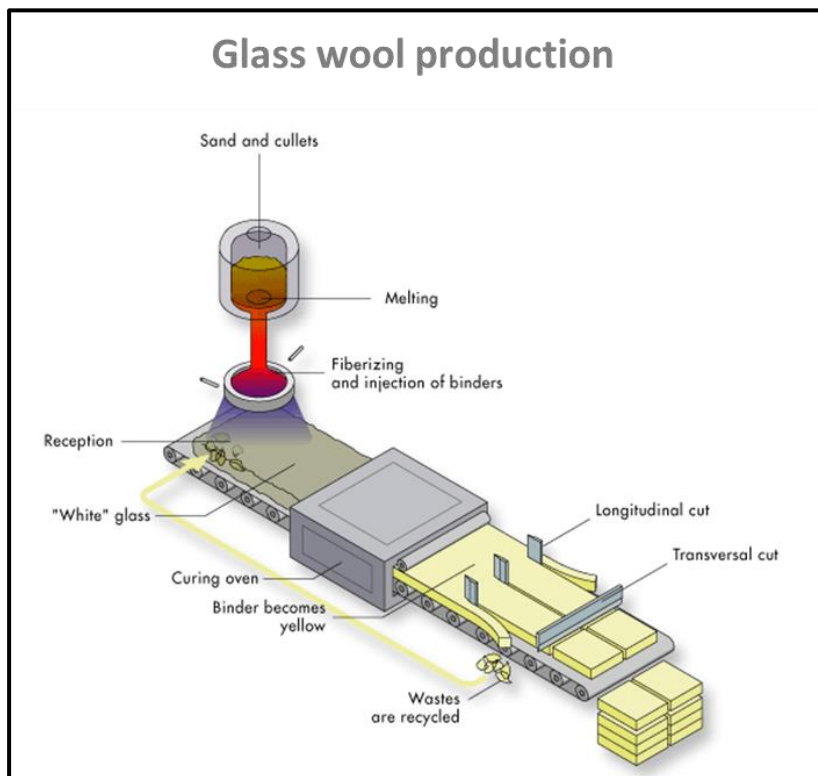 Glass wool production
Sand and cullets
Melting
Fiberizing
and injection of binders
Reception
"White" glass
Longitudinal cut
Transversal cut
Curing oven
Binder becomes
yellow
Wastes
are recycled